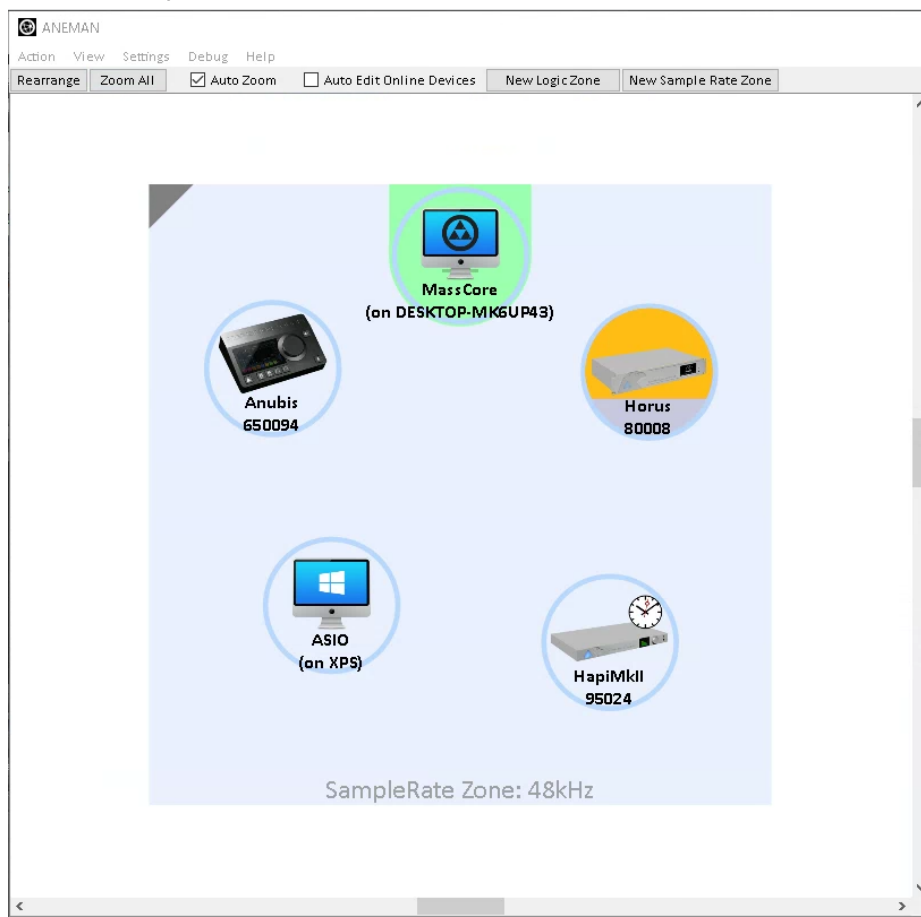 ANEMAN
Action View Settings Debug Help
Rearrange Zoom All Auto Zoom Auto Edit Online Devices New Logic Zone New Sample Rate Zone
MassCore
(on DESKTOP-MK6UP43)
Anubis
650094
Horus
80008
ASIO
(on XPS)
HapiMkII
95024
SampleRate Zone: 48kHz